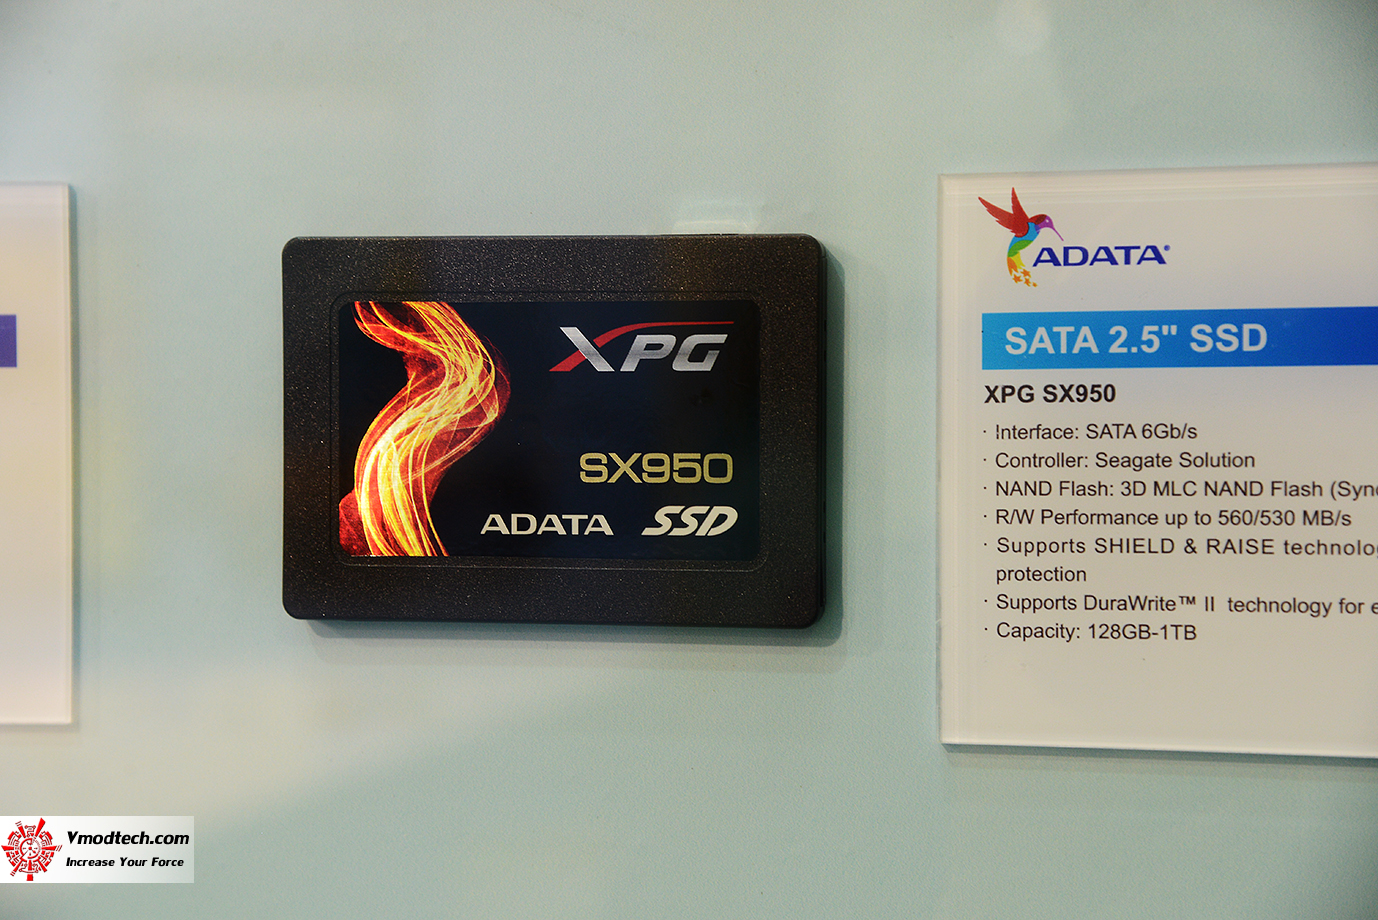 XPG
SX950
ADATA SSD
ADATA®
SATA 2.5" SSD
XPG SX950
· Interface: SATA 6Gb/s
· Controller: Seagate Solution
· NAND Flash: 3D MLC NAND Flash
· R/W Performance up to 560/530 MB/s
· Supports SHIELD & RAISE
protection
· Supports DuraWrite™ II technology for
· Capacity: 128GB-1TB
Vmodtech.com
Increase Your Force